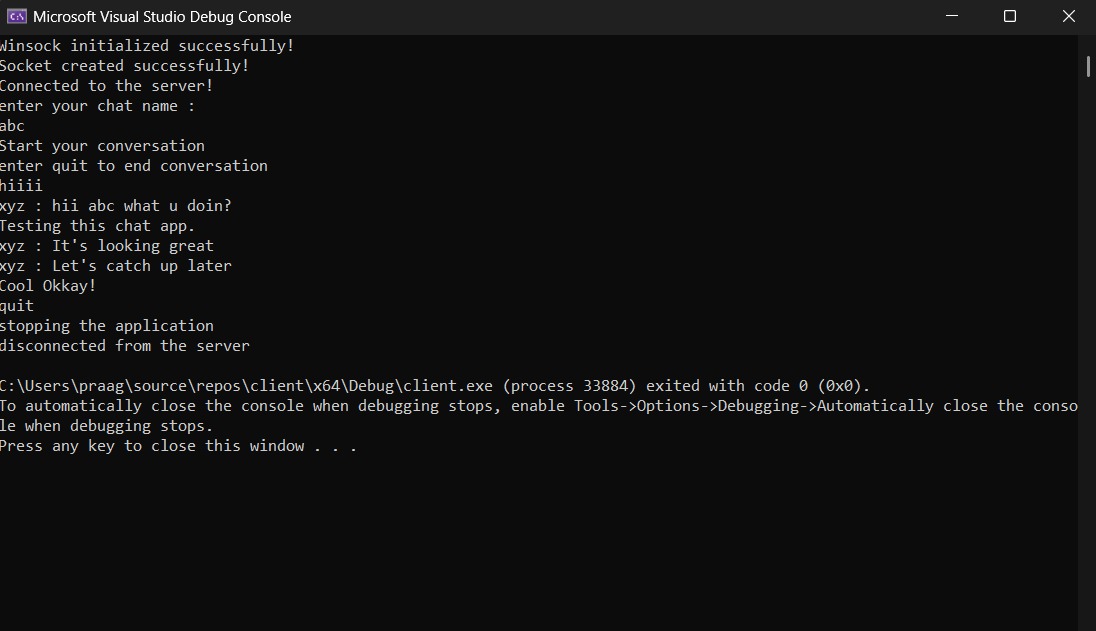 Microsoft Visual Studio Debug Console
Winsock initialized successfully!
Socket created successfully!
Connected to the server!
enter your chat name :
abc
Start your conversation
enter quit to end conversation
hiiii
xyz : hii abc what u doin?
Testing this chat app.
xyz : It's looking great
xyz : Let's catch up later
Cool Okkay!
quit
stopping the application
disconnected from the server
C:\Users\praag\source\repos\client\x64\Debug\client.exe (process 33884) exited with code 0 (0x0).
To automatically close the console when debugging stops, enable Tools->Options->Debugging->Automatically close the conso
le when debugging stops.
Press any key to close this window . . .